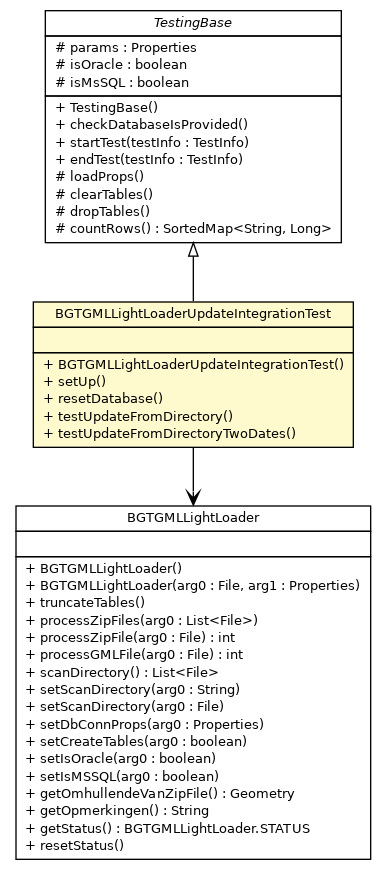 TestingBase
# params : Properties
# isOracle : boolean
# isMsSQL : boolean
+ TestingBase()
+ checkDatabaseIsProvided()
+ startTest(testInfo : TestInfo)
+ endTest(testInfo : TestInfo)
# loadProps()
# clearTables()
# dropTables()
# countRows() : SortedMap<String, Long>
BGTGMLLightLoaderUpdateIntegrationTest
+ BGTGMLLightLoaderUpdateIntegrationTest()
+ setUp()
+ resetDatabase()
+ testUpdateFromDirectory()
+ testUpdateFromDirectoryTwoDates()
BGTGMLLightLoader
+ BGTGMLLightLoader()
+ BGTGMLLightLoader(arg0 : File, arg1 : Properties)
+ truncateTables()
+ processZipFiles(arg0 : List<File>)
+ processZipFile(arg0 : File) : int
+ processGMLFile(arg0 : File) : int
+ scanDirectory() : List<File>
+ setScanDirectory(arg0 : String)
+ setScanDirectory(arg0 : File)
+ setDbConnProps(arg0 : Properties)
+ setCreateTables(arg0 : boolean)
+ setIsOracle(arg0 : boolean)
+ setIsMSSQL(arg0 : boolean)
+ getOmhullendeVanZipFile() : Geometry
+ getOpmerkingen() : String
+ getStatus() : BGTGMLLightLoader.STATUS
+ resetStatus()